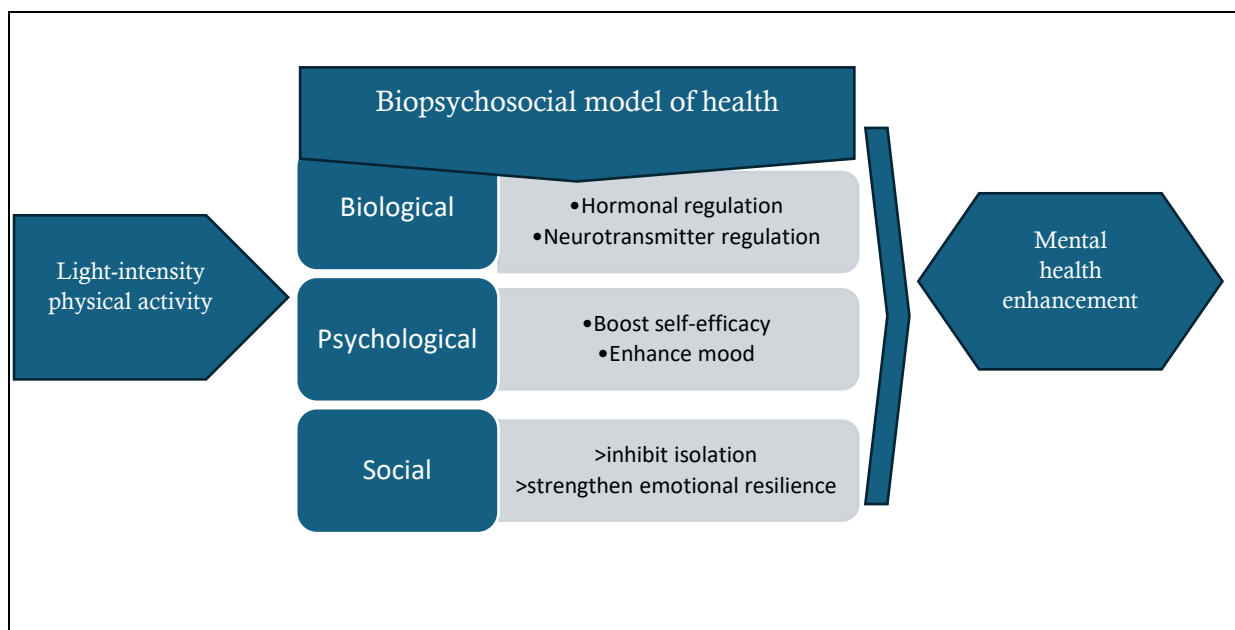 Biopsychosocial model of health
Light-intensity
physical activity
Biological
•Hormonal regulation
•Neurotransmitter regulation
Psychological
•Boost self-efficacy
•Enhance mood
Social
>inhibit isolation
>strengthen emotional resilience
Mental
health
enhancement